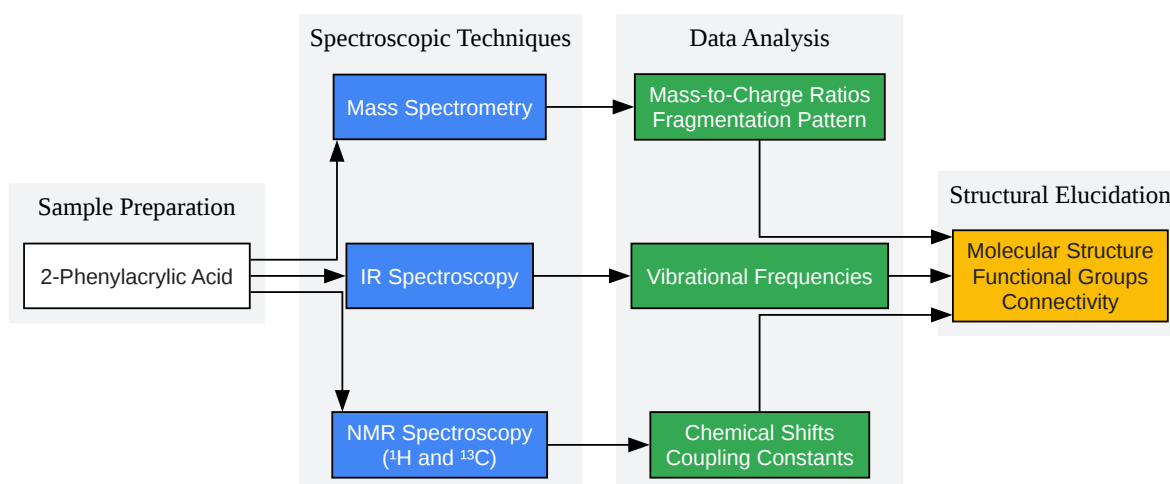 Spectroscopic Techniques
Data Analysis
Mass Spectrometry
Mass-to-Charge Ratios
Fragmentation Pattern
Sample Preparation
Structural Elucidation
2-Phenylacrylic Acid
IR Spectroscopy
Vibrational Frequencies
Molecular Structure
Functional Groups
Connectivity
NMR Spectroscopy
(¹H and ¹³C)
Chemical Shifts
Coupling Constants